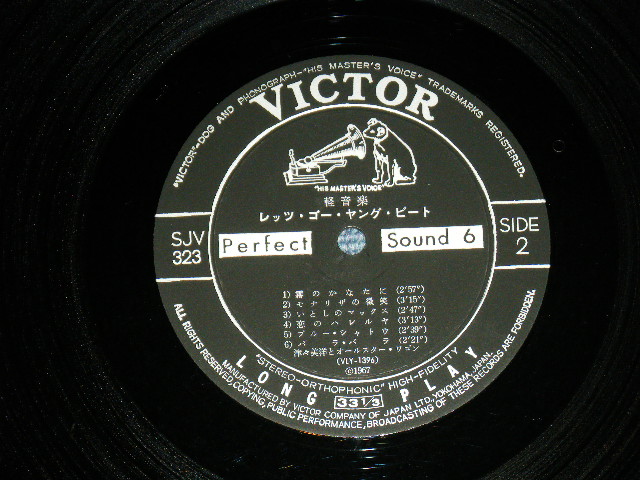 "VICTOR"-DOG AND PHONOGRAPH-"HIS MASTER'S VOICE" TRADEMARKS REGISTERED.
VICTOR
"HIS MASTER'S VOICE"
軽音楽
レッツ・ゴー・ヤング・ビート
SJV
323
Perfect Sound 6
SIDE
2
1) 霧のかなたに (2'57")
2) モナリザの微笑 (3'15")
3) いとしのマックス (2'47")
4) 恋のハレルヤ (3'13")
5) ブルー・シャトウ (2'39")
6) バラ・バラ (2'21")
津々美洋とオールスター・ワゴン
(VLY-1396)
©1967
"STEREO-ORTHOPHONIC" HIGH-FIDELITY
LONG 33 1/3 PLAY
MANUFACTURED BY VICTOR COMPANY OF JAPAN LTD., YOKOHAMA, JAPAN.
ALL RIGHTS RESERVED, COPYING, PUBLIC PERFORMANCE, BROADCASTING OF THESE RECORDS ARE FORBIDDEN.